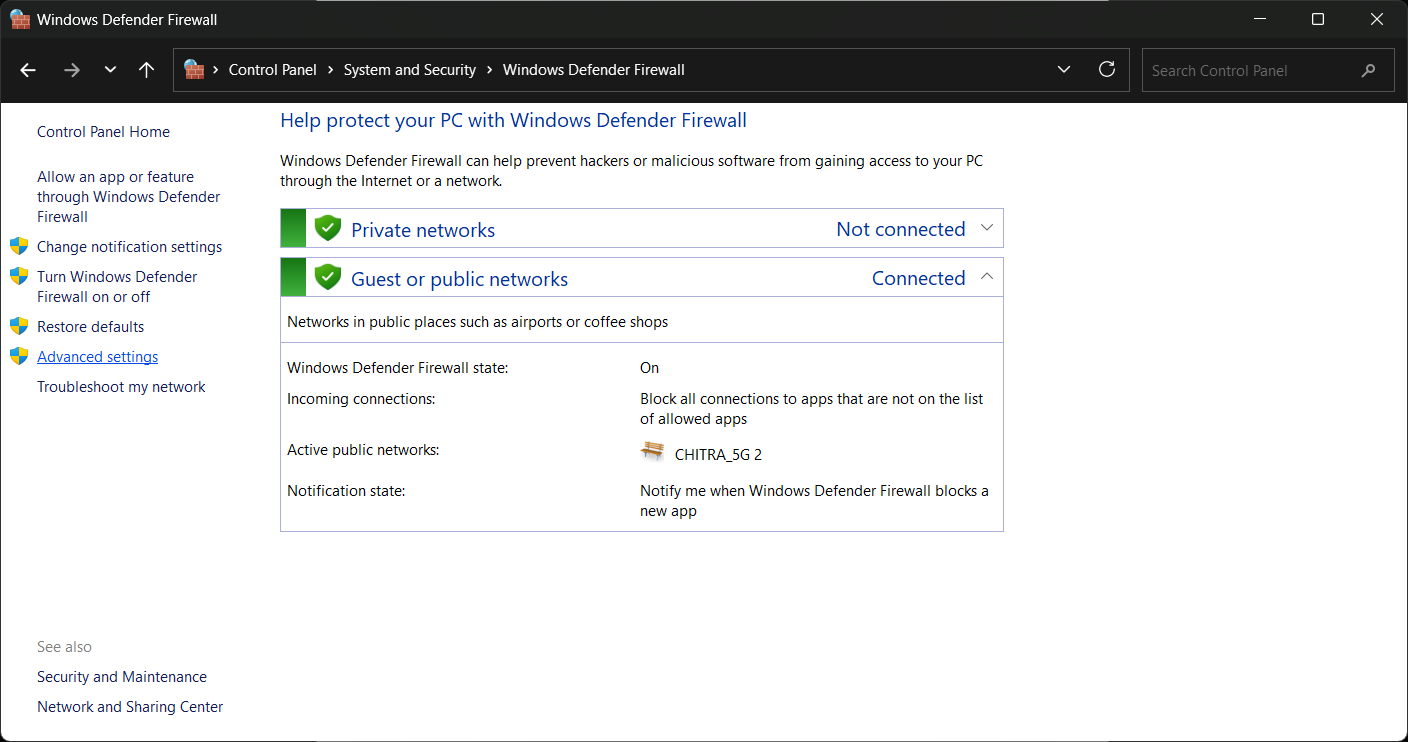 Windows Defender Firewall
Control Panel > System and Security > Windows Defender Firewall
Search Control Panel
Control Panel Home
Allow an app or feature
through Windows Defender
Firewall
Change notification settings
Turn Windows Defender
Firewall on or off
Restore defaults
Advanced settings
Troubleshoot my network
See also
Security and Maintenance
Network and Sharing Center
Help protect your PC with Windows Defender Firewall
Windows Defender Firewall can help prevent hackers or malicious software from gaining access to your PC
through the Internet or a network.
Private networks Not connected
Guest or public networks Connected
Networks in public places such as airports or coffee shops
Windows Defender Firewall state: On
Incoming connections: Block all connections to apps that are not on the list
of allowed apps
Active public networks: CHITRA_5G 2
Notification state: Notify me when Windows Defender Firewall blocks a
new app